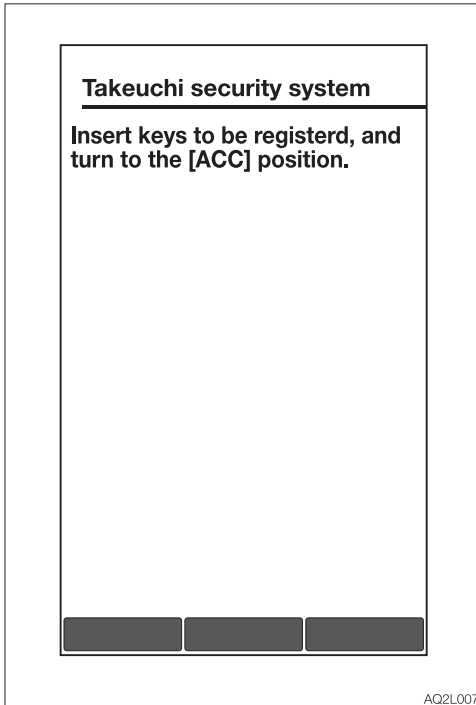 Takeuchi security system
Insert keys to be registerd, and
turn to the [ACC] position.
AQ2L007